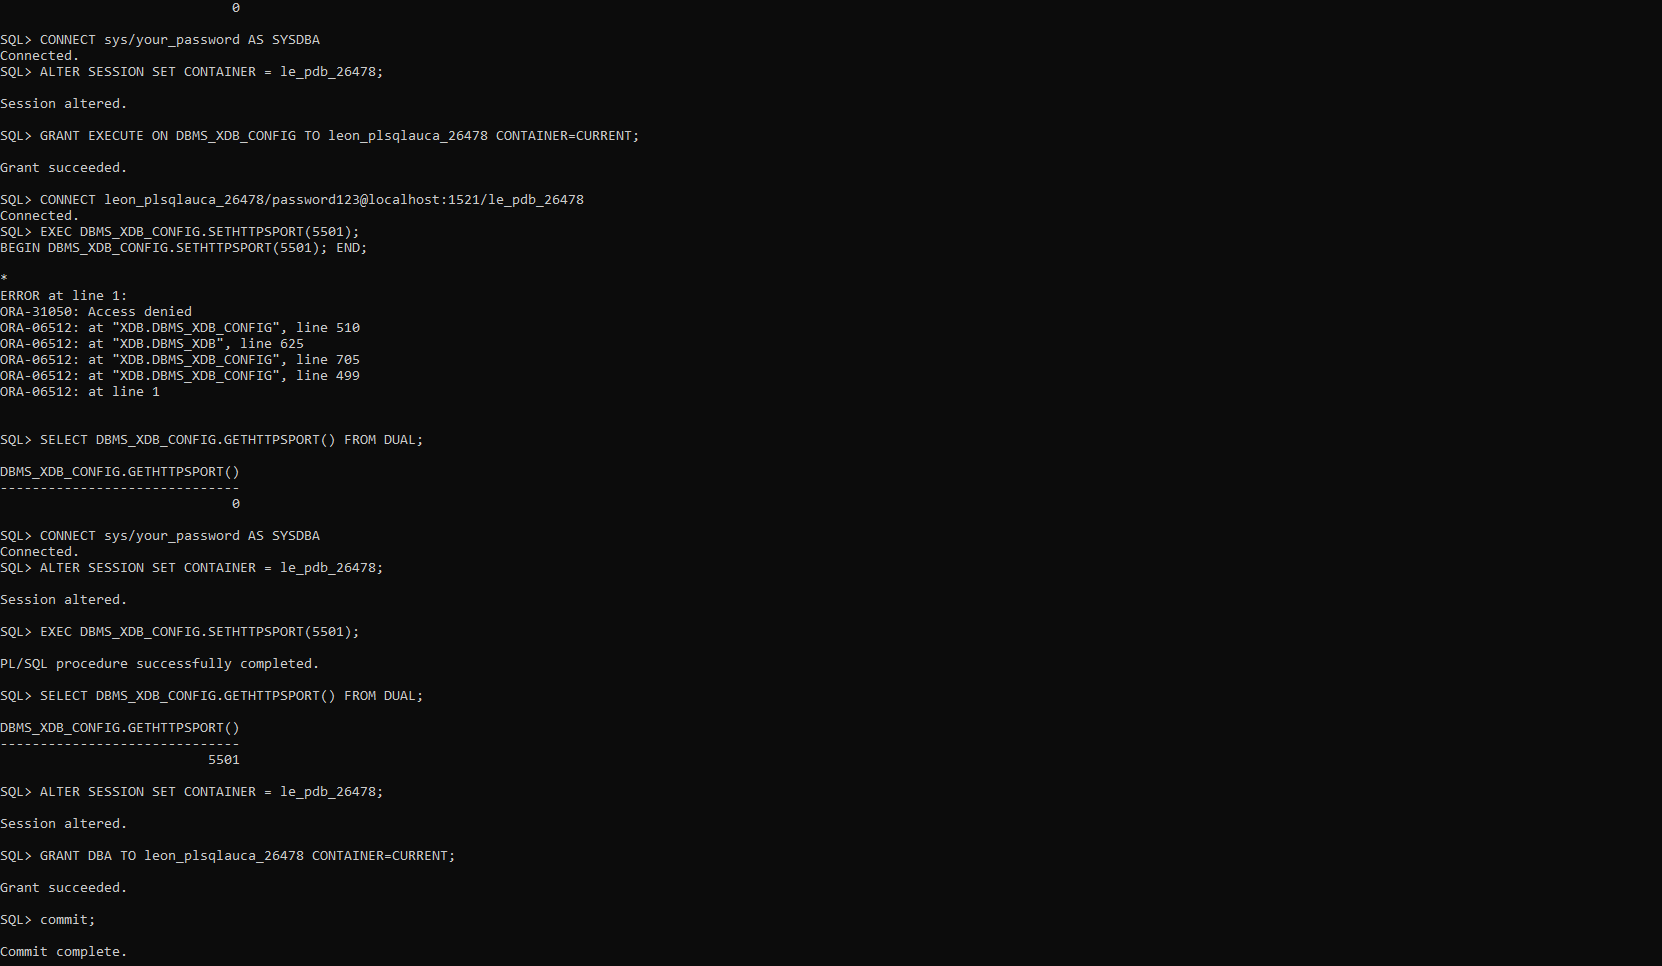 0
SQL> CONNECT sys/your_password AS SYSDBA
Connected.
SQL> ALTER SESSION SET CONTAINER = le_pdb_26478;
Session altered.
SQL> GRANT EXECUTE ON DBMS_XDB_CONFIG TO leon_plsqlauca_26478 CONTAINER=CURRENT;
Grant succeeded.
SQL> CONNECT leon_plsqlauca_26478/password123@localhost:1521/le_pdb_26478
Connected.
SQL> EXEC DBMS_XDB_CONFIG.SETHTTPSPORT(5501);
BEGIN DBMS_XDB_CONFIG.SETHTTPSPORT(5501); END;
*
ERROR at line 1:
ORA-31050: Access denied
ORA-06512: at "XDB.DBMS_XDB_CONFIG", line 510
ORA-06512: at "XDB.DBMS_XDB", line 625
ORA-06512: at "XDB.DBMS_XDB_CONFIG", line 705
ORA-06512: at "XDB.DBMS_XDB_CONFIG", line 499
ORA-06512: at line 1
SQL> SELECT DBMS_XDB_CONFIG.GETHTTPSPORT() FROM DUAL;
DBMS_XDB_CONFIG.GETHTTPSPORT()
------------------------------
0
SQL> CONNECT sys/your_password AS SYSDBA
Connected.
SQL> ALTER SESSION SET CONTAINER = le_pdb_26478;
Session altered.
SQL> EXEC DBMS_XDB_CONFIG.SETHTTPSPORT(5501);
PL/SQL procedure successfully completed.
SQL> SELECT DBMS_XDB_CONFIG.GETHTTPSPORT() FROM DUAL;
DBMS_XDB_CONFIG.GETHTTPSPORT()
------------------------------
5501
SQL> ALTER SESSION SET CONTAINER = le_pdb_26478;
Session altered.
SQL> GRANT DBA TO leon_plsqlauca_26478 CONTAINER=CURRENT;
Grant succeeded.
SQL> commit;
Commit complete.